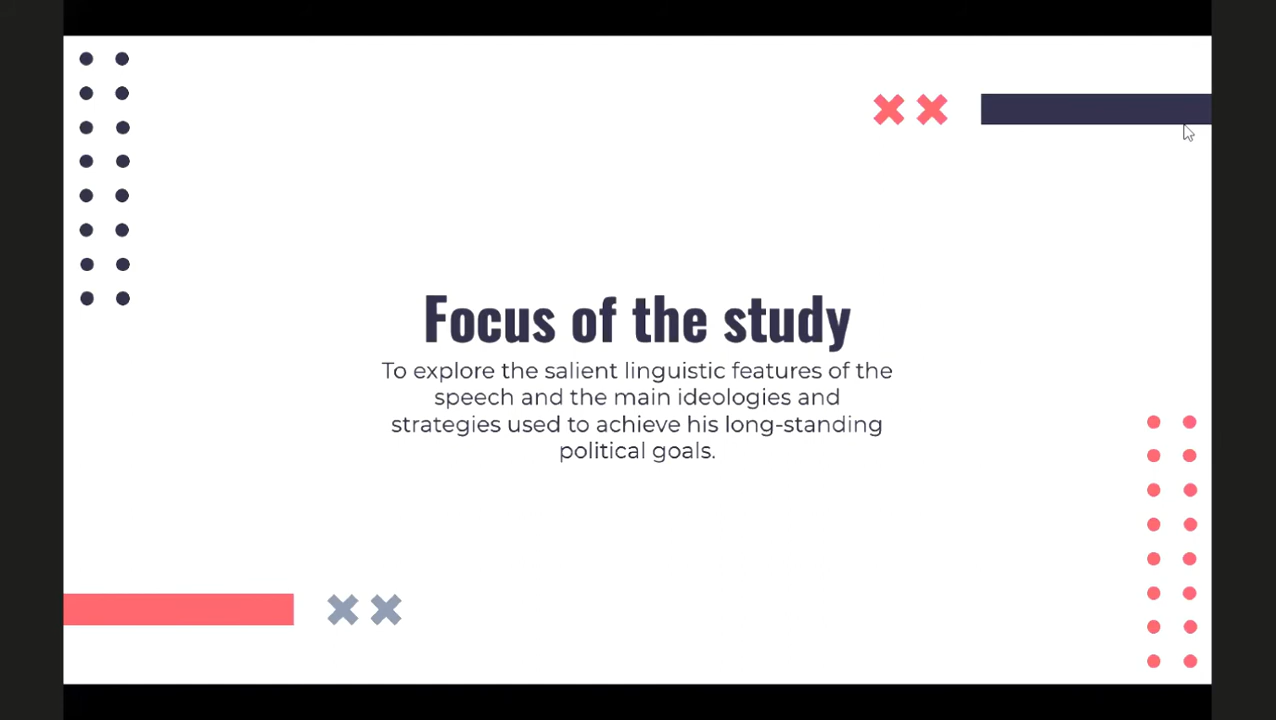 Focus of the study
To explore the salient linguistic features of the
speech and the main ideologies and
strategies used to achieve his long-standing
political goals.